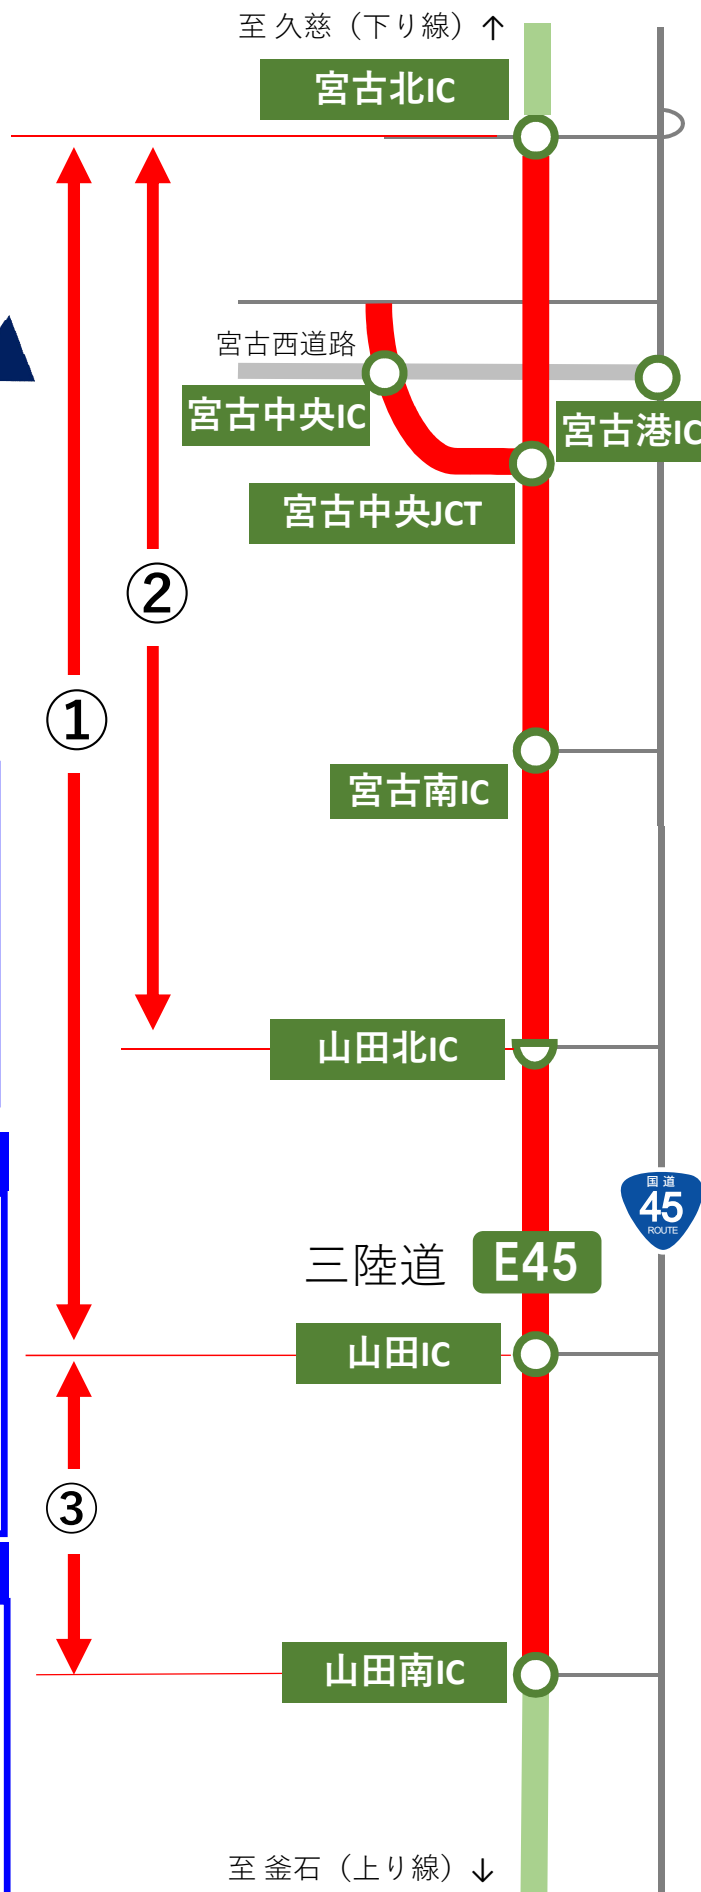 至 久慈（下り線）↑
宮古北IC
宮古西道路
宮古中央IC
宮古港IC
宮古中央JCT
②
①
宮古南IC
山田北IC
国道
45
ROUTE
三陸道 E45
山田IC
③
山田南IC
至 釜石（上り線）↓